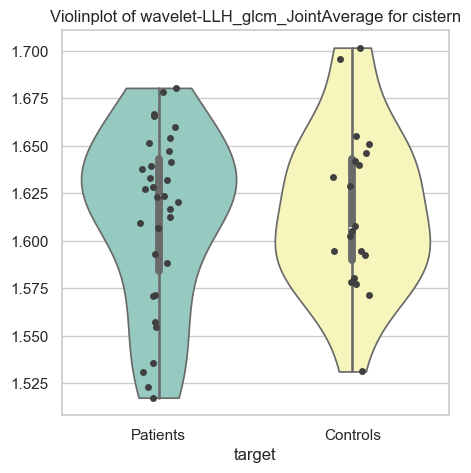 Violinplot of wavelet-LLH_glcm_JointAverage for cistern
1.700
1.675
1.650
1.625
1.600
1.575
1.550
1.525
Patients
Controls
target